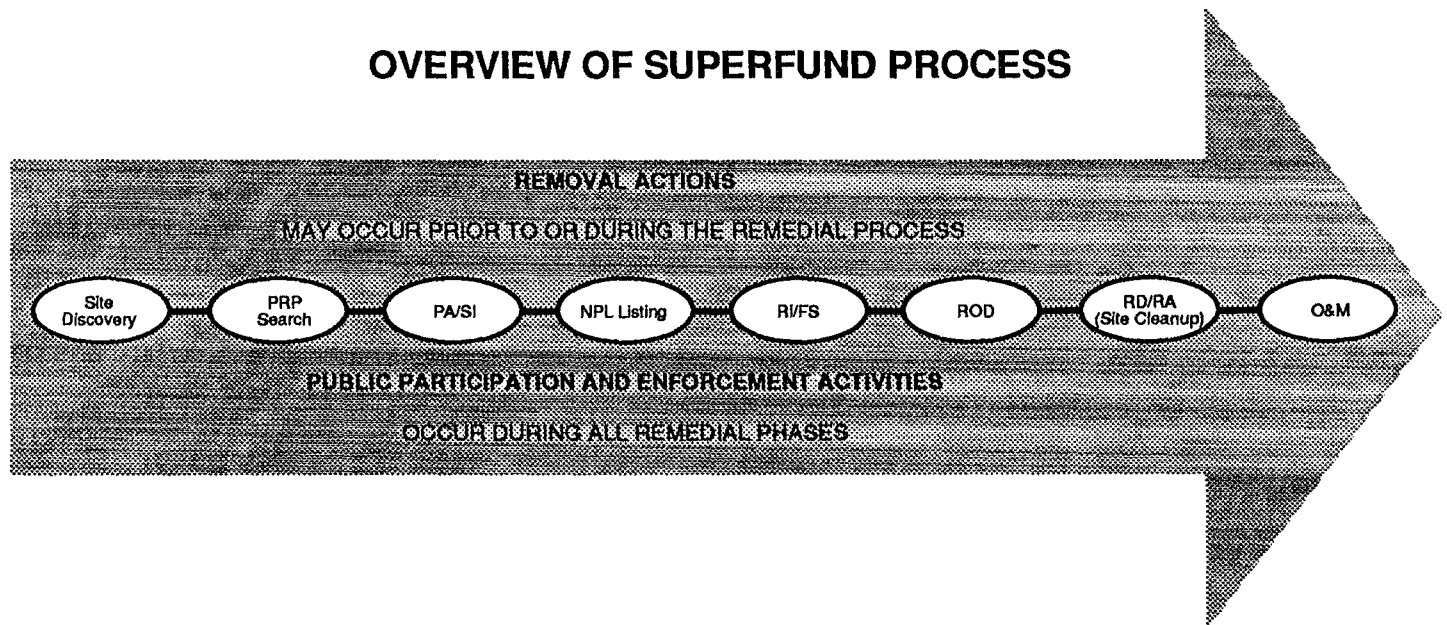 OVERVIEW OF SUPERFUND PROCESS
REMOVAL ACTIONS
MAY OCCUR PRIOR TO OR DURING THE REMEDIAL PROCESS
Site
Discovery
PRP
Search
PA/SI
NPL Listing
RI/FS
ROD
RD/RA
(Site Cleanup)
O&M
PUBLIC PARTICIPATION AND ENFORCEMENT ACTIVITIES
OCCUR DURING ALL REMEDIAL PHASES